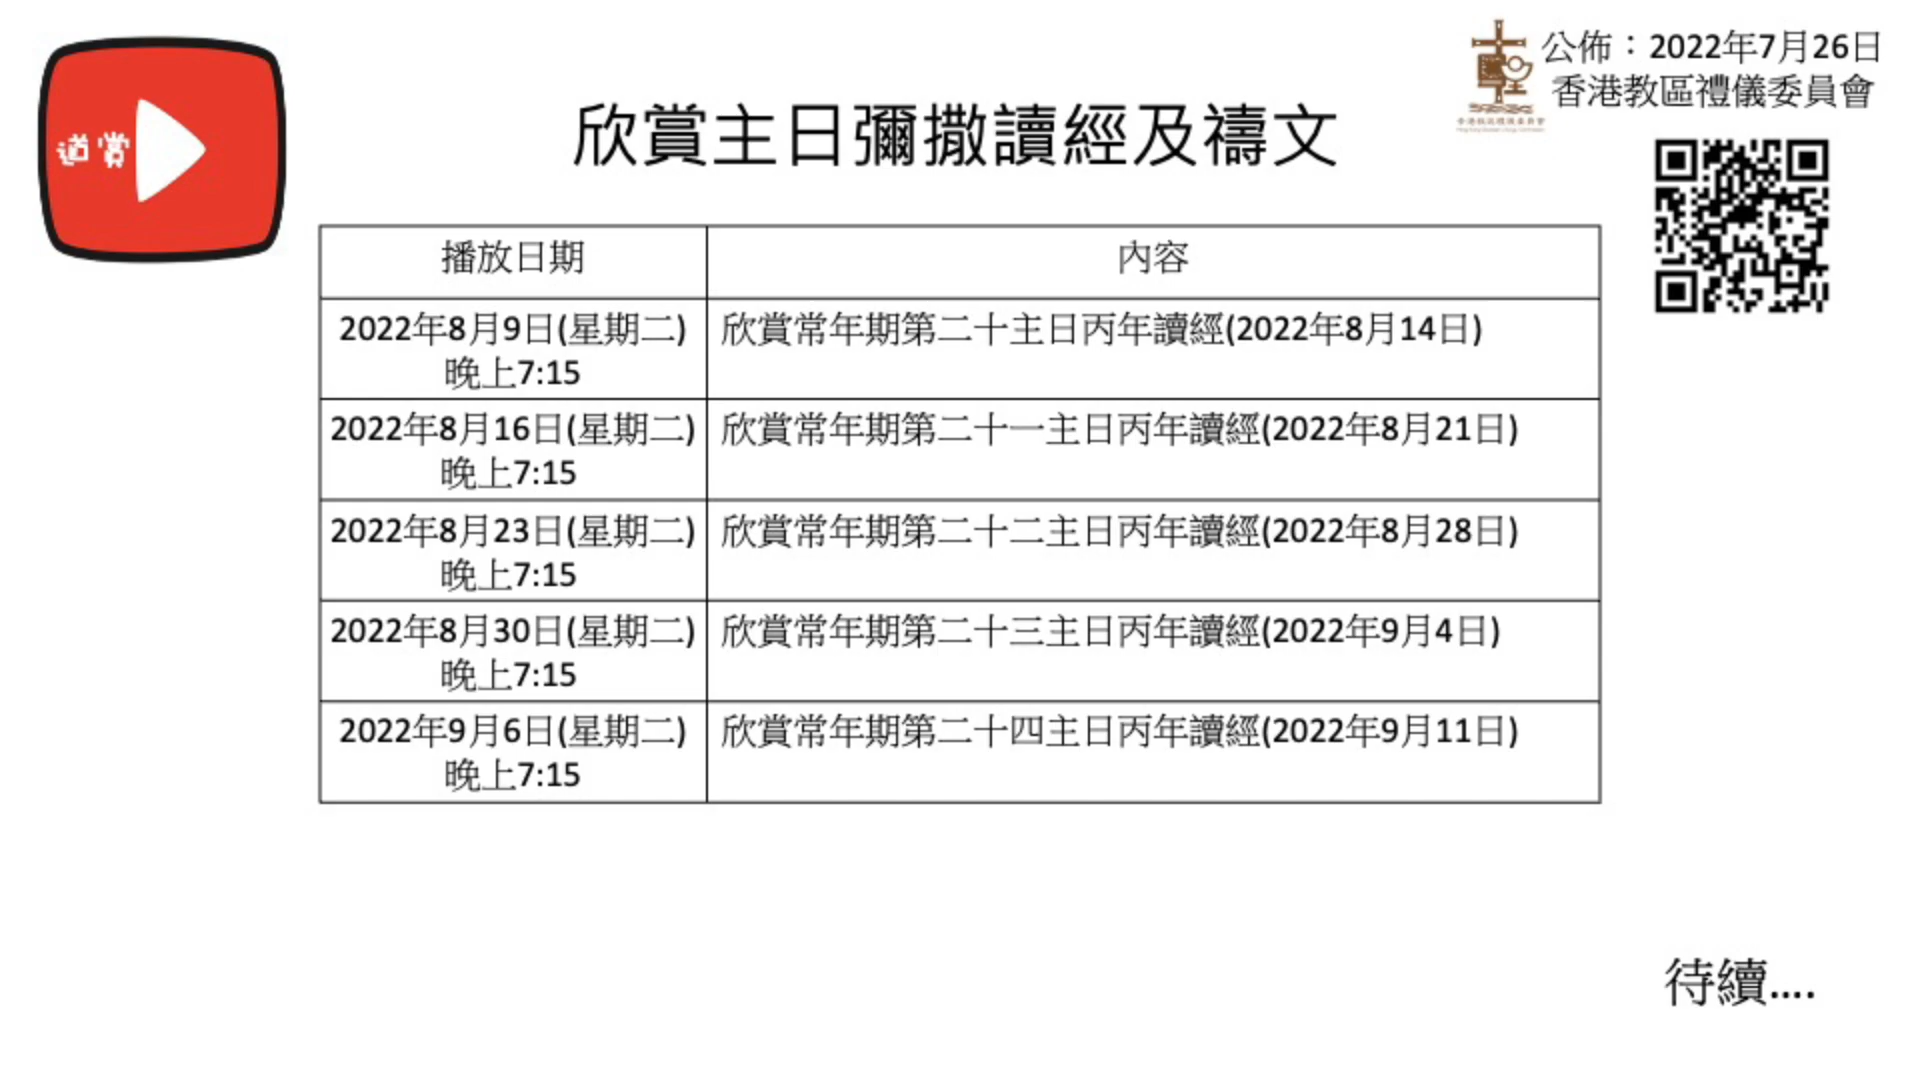 道賞
公佈：2022年7月26日
香港教區禮儀委員會
香港教區禮儀委員會
欣賞主日彌撒讀經及禱文
播放日期
內容
2022年8月9日(星期二)
晚上7:15
欣賞常年期第二十主日丙年讀經(2022年8月14日)
2022年8月16日(星期二)
晚上7:15
欣賞常年期第二十一主日丙年讀經(2022年8月21日)
2022年8月23日(星期二)
晚上7:15
欣賞常年期第二十二主日丙年讀經(2022年8月28日)
2022年8月30日(星期二)
晚上7:15
欣賞常年期第二十三主日丙年讀經(2022年9月4日)
2022年9月6日(星期二)
晚上7:15
欣賞常年期第二十四主日丙年讀經(2022年9月11日)
待續....